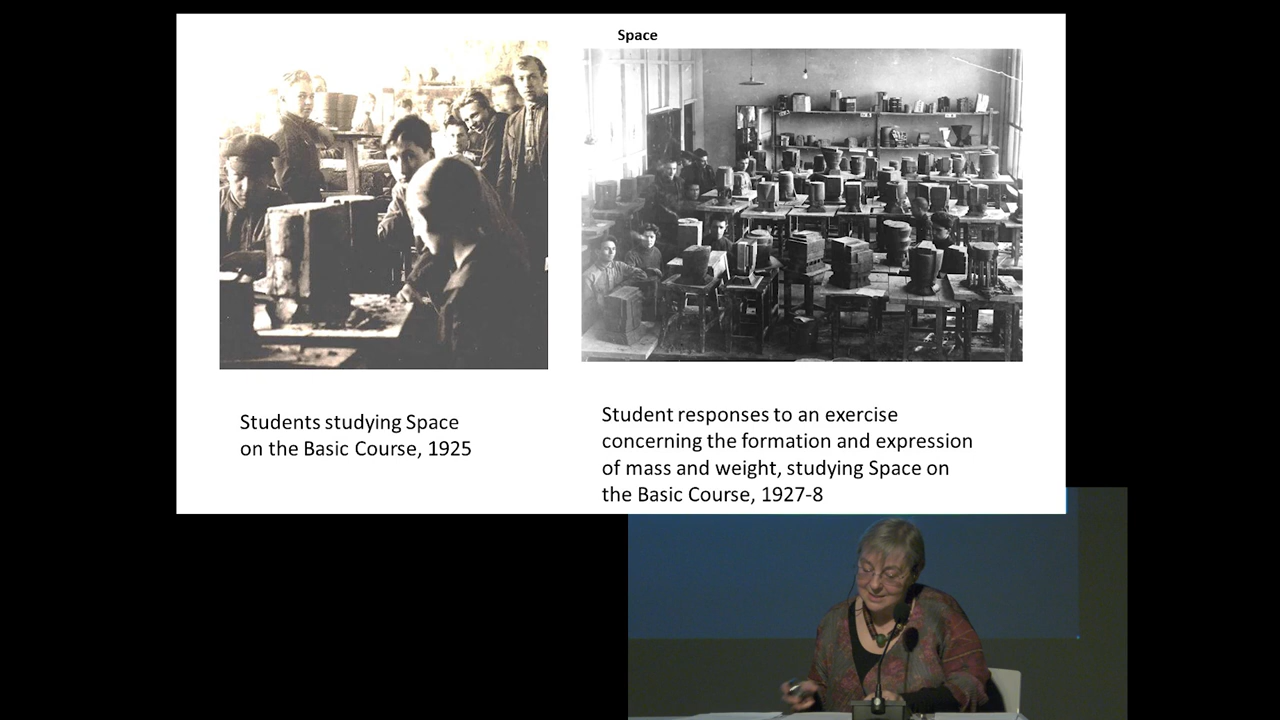 Space
Students studying Space
on the Basic Course, 1925
Student responses to an exercise
concerning the formation and expression
of mass and weight, studying Space on
the Basic Course, 1927-8